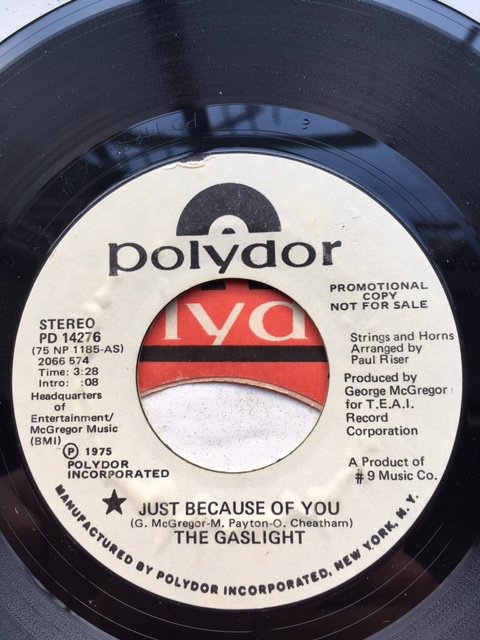 polydor
PROMOTIONAL
COPY
NOT FOR SALE
lyd
STEREO
PD 14276
(75 NP 1185-AS)
2066 574
Time: 3:28
Intro: :08
Headquarters
of
Entertainment/
McGregor Music
(BMI)
Ⓟ 1975
POLYDOR
INCORPORATED
Strings and Horns
Arranged by
Paul Riser
Produced by
George McGregor
for T.E.A.I.
Record
Corporation
A Product of
#9 Music Co.
★ JUST BECAUSE OF YOU
(G. McGregor-M. Payton-O. Cheatham)
THE GASLIGHT
MANUFACTURED BY POLYDOR INCORPORATED, NEW YORK, N.Y.